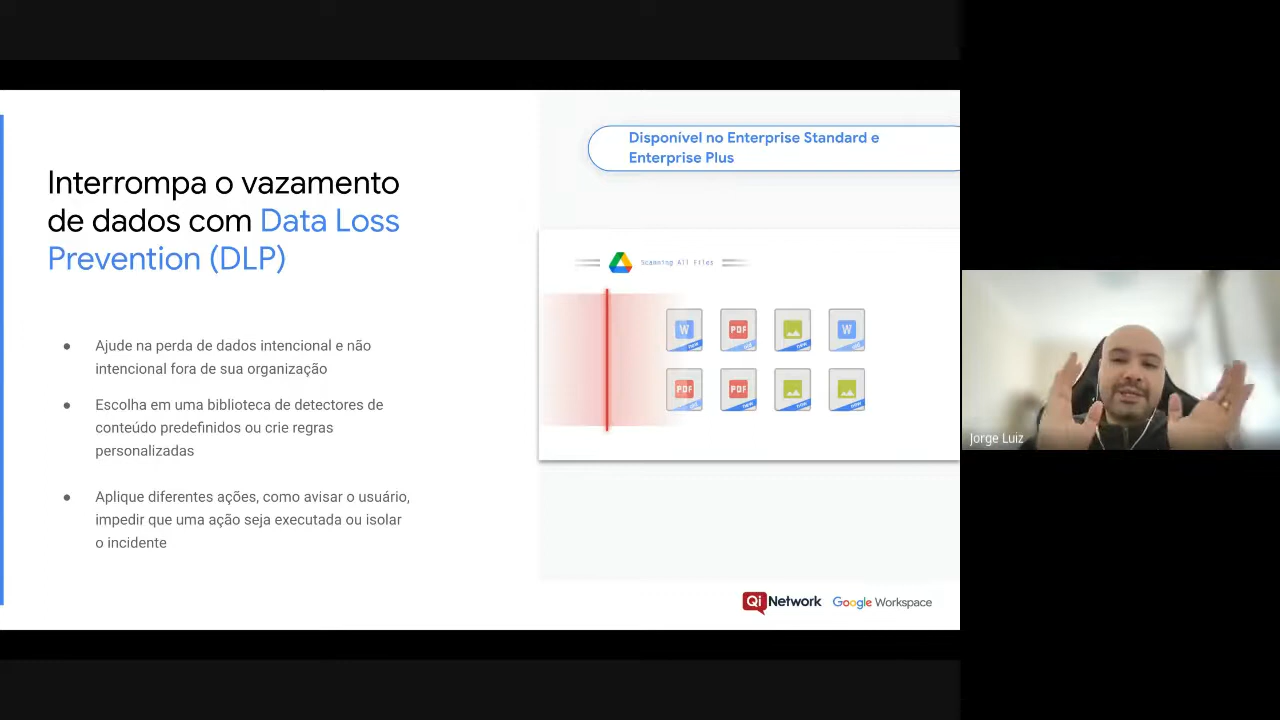 Disponível no Enterprise Standard e
Enterprise Plus
Interrompa o vazamento
de dados com Data Loss
Prevention (DLP)
Scanning All Files
W
PDF
W
PDF
PDF
Ajude na perda de dados intencional e não
intencional fora de sua organização
Escolha em uma biblioteca de detectores de
conteúdo predefinidos ou crie regras
personalizadas
Aplique diferentes ações, como avisar o usuário,
impedir que uma ação seja executada ou isolar
o incidente
Jorge Luiz
Qi Network
Google Workspace